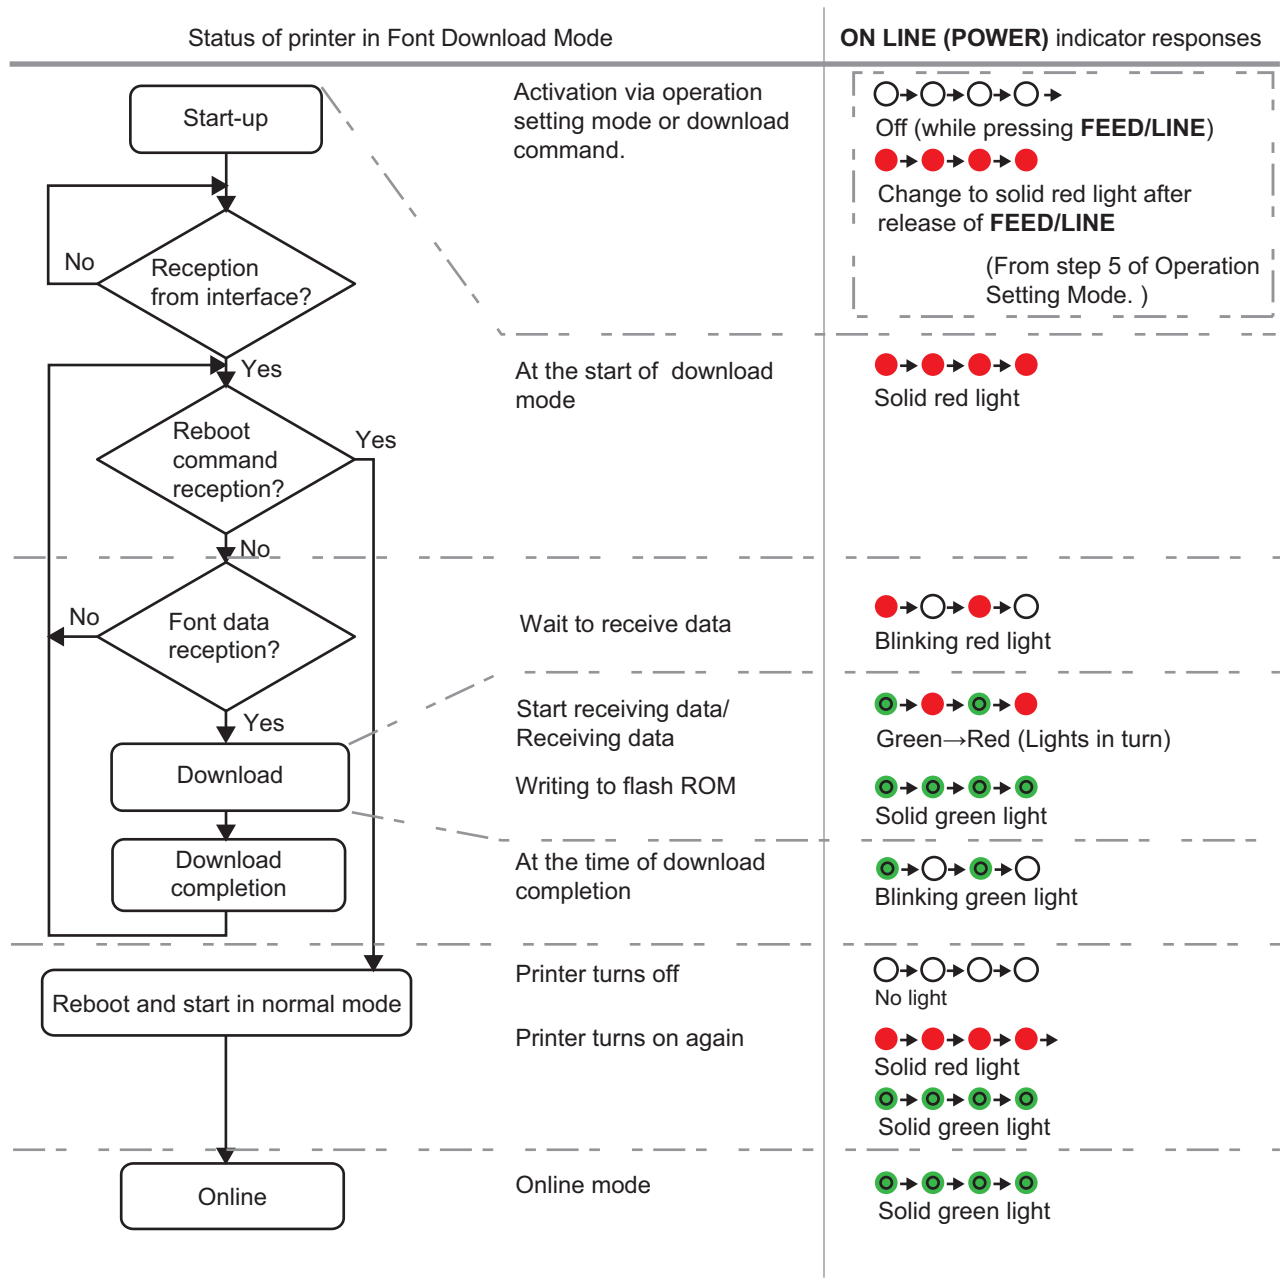 Status of printer in Font Download Mode
ON LINE (POWER) indicator responses
Start-up
Activation via operation
setting mode or download
command.
Off (while pressing FEED/LINE)
Change to solid red light after
release of FEED/LINE
(From step 5 of Operation
Setting Mode. )
No
Reception
from interface?
Yes
At the start of  download
mode
Solid red light
Reboot
command
reception?
Yes
No
No
Font data
reception?
Wait to receive data
Blinking red light
Yes
Start receiving data/
Receiving data
Green→Red (Lights in turn)
Download
Writing to flash ROM
Solid green light
Download
completion
At the time of download
completion
Blinking green light
Reboot and start in normal mode
Printer turns off
No light
Printer turns on again
Solid red light
Solid green light
Online
Online mode
Solid green light